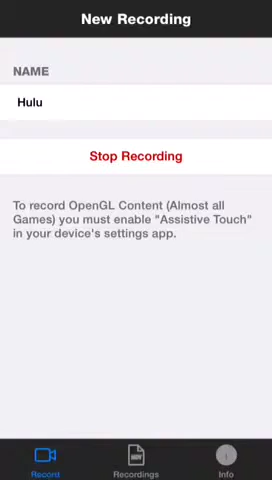 New Recording
NAME
Hulu
Stop Recording
To record OpenGL Content (Almost all
Games) you must enable "Assistive Touch"
in your device's settings app.
MOV
Record
Recordings
Info